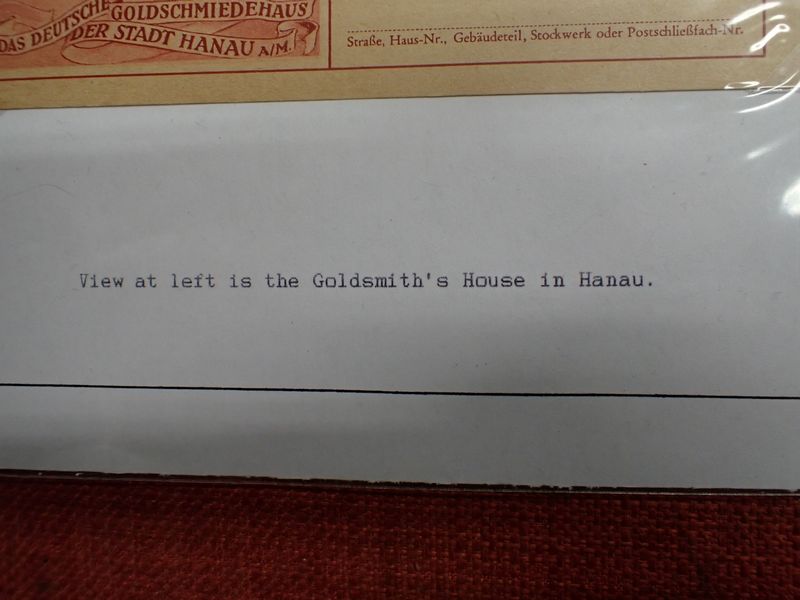 DAS DEUTSCHE
GOLDSCHMIEDEHAUS
DER STADT HANAU A/M.
Straße, Haus-Nr., Gebäudeteil, Stockwerk oder Postschließfach-Nr.
View at left is the Goldsmith's House in Hanau.